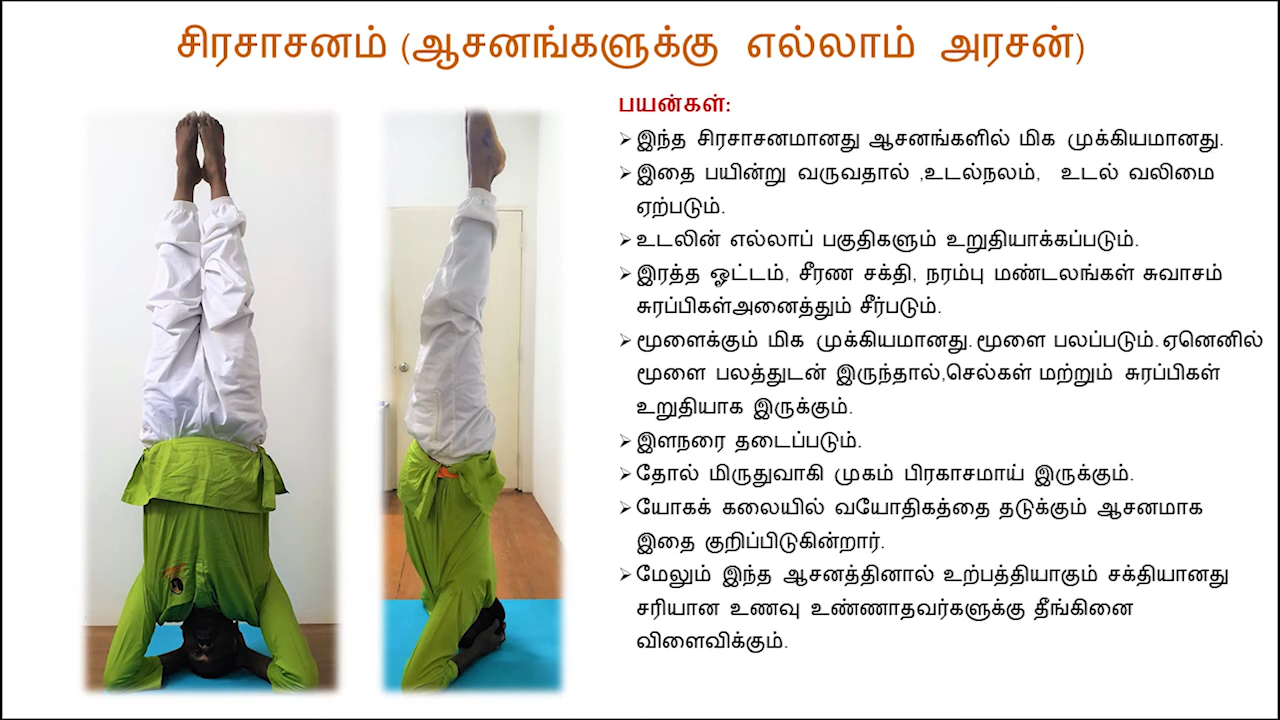 சிரசாசனம் (ஆசனங்களுக்கு எல்லாம் அரசன்)
பயன்கள்:
➢இந்த சிரசாசனமானது ஆசனங்களில் மிக முக்கியமானது.
➢இதை பயின்று வருவதால் ,உடல்நலம், உடல் வலிமை
ஏற்படும்.
➢உடலின் எல்லாப் பகுதிகளும் உறுதியாக்கப்படும்.
➢இரத்த ஓட்டம், சீரண சக்தி, நரம்பு மண்டலங்கள் சுவாசம்
சுரப்பிகள்அனைத்தும் சீர்படும்.
➢மூளைக்கும் மிக முக்கியமானது. மூளை பலப்படும். ஏனெனில்
மூளை பலத்துடன் இருந்தால்,செல்கள் மற்றும் சுரப்பிகள்
உறுதியாக இருக்கும்.
➢இளநரை தடைப்படும்.
➢தோல் மிருதுவாகி முகம் பிரகாசமாய் இருக்கும்.
➢யோகக் கலையில் வயோதிகத்தை தடுக்கும் ஆசனமாக
இதை குறிப்பிடுகின்றார்.
➢மேலும் இந்த ஆசனத்தினால் உற்பத்தியாகும் சக்தியானது
சரியான உணவு உண்ணாதவர்களுக்கு தீங்கினை
விளைவிக்கும்.